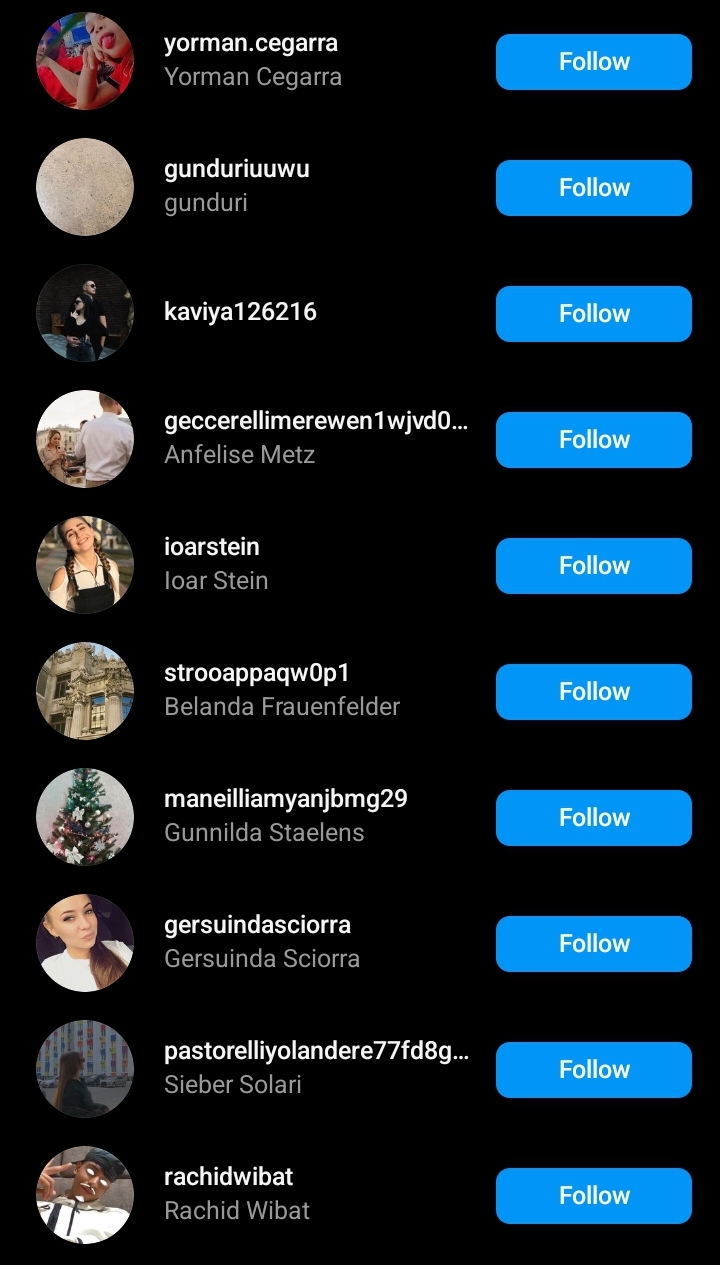 yorman.cegarra
Yorman Cegarra
Follow
gunduriuuwu
gunduri
Follow
kaviya126216
Follow
geccerellimerewen1wjvd0...
Anfelise Metz
Follow
ioarstein
Ioar Stein
Follow
strooappaqw0p1
Belanda Frauenfelder
Follow
maneilliamyanjbmg29
Gunnilda Staelens
Follow
gersuindasciorra
Gersuinda Sciorra
Follow
pastorelliyolandere77fd8g...
Sieber Solari
Follow
rachidwibat
Rachid Wibat
Follow